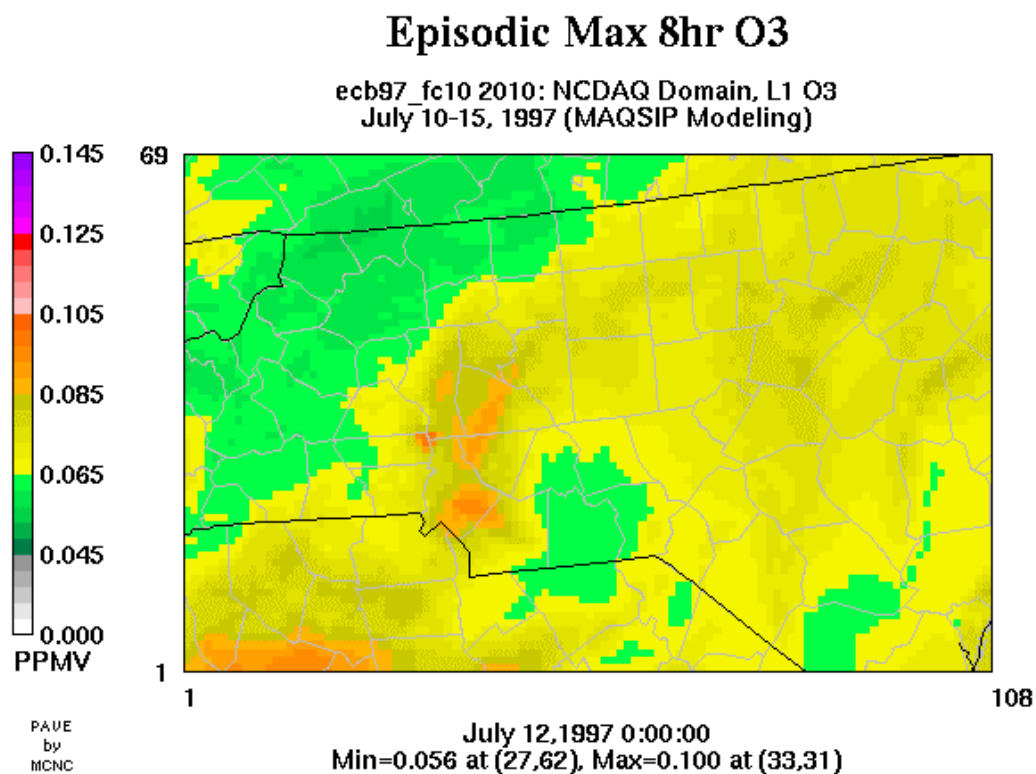 Episodic Max 8hr O3
ecb97_fc10 2010: NCDAQ Domain, L1 O3
July 10-15, 1997 (MAQSIP Modeling)
0.145
0.125
0.105
0.085
0.065
0.045
0.000
PPMV
69
1
1
108
PAVE
by
MCNC
July 12,1997 0:00:00
Min=0.056 at (27,62), Max=0.100 at (33,31)